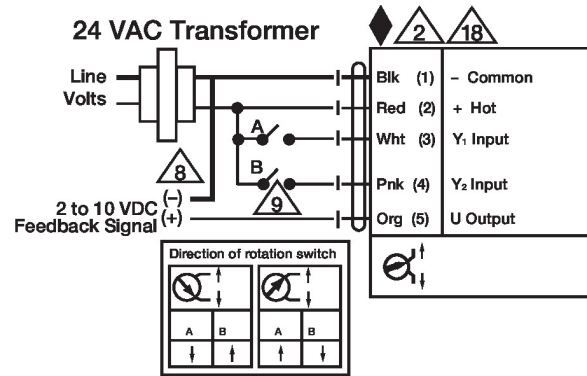 24 VAC Transformer
2
18
Line
Volts
Blk (1) – Common
Red (2) + Hot
A
Wht (3) Y₁ Input
B
Pnk (4) Y₂ Input
8
9
2 to 10 VDC (–)
Feedback Signal (+)
Org (5) U Output
Direction of rotation switch
A B A B